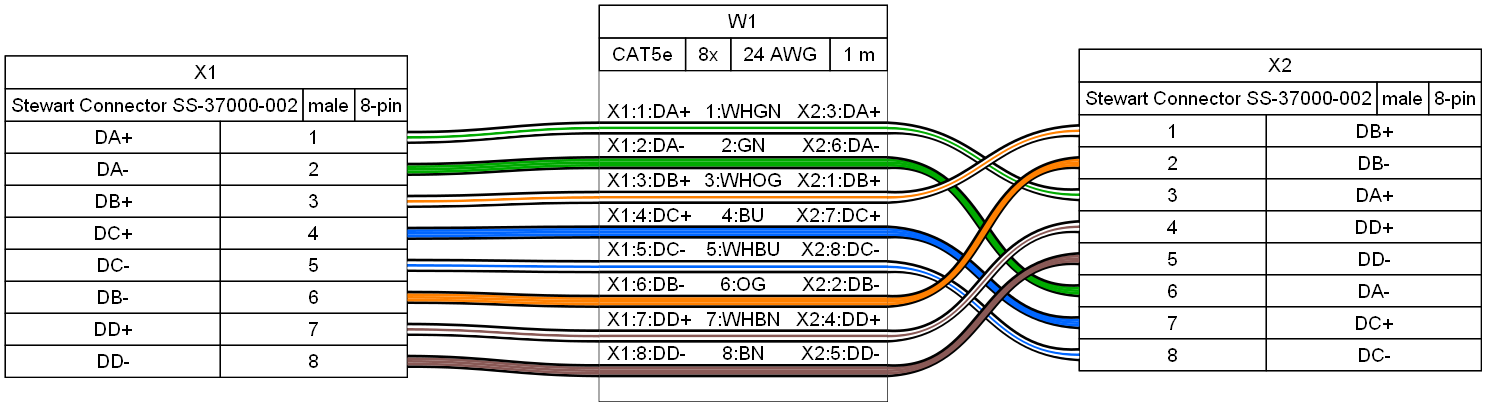 W1
CAT5e 8x 24 AWG 1 m
X1
Stewart Connector SS-37000-002 male 8-pin
DA+ 1
DA- 2
DB+ 3
DC+ 4
DC- 5
DB- 6
DD+ 7
DD- 8
X1:1:DA+ 1:WHGN X2:3:DA+
X1:2:DA- 2:GN X2:6:DA-
X1:3:DB+ 3:WHOG X2:1:DB+
X1:4:DC+ 4:BU X2:7:DC+
X1:5:DC- 5:WHBU X2:8:DC-
X1:6:DB- 6:OG X2:2:DB-
X1:7:DD+ 7:WHBN X2:4:DD+
X1:8:DD- 8:BN X2:5:DD-
X2
Stewart Connector SS-37000-002 male 8-pin
1 DB+
2 DB-
3 DA+
4 DD+
5 DD-
6 DA-
7 DC+
8 DC-